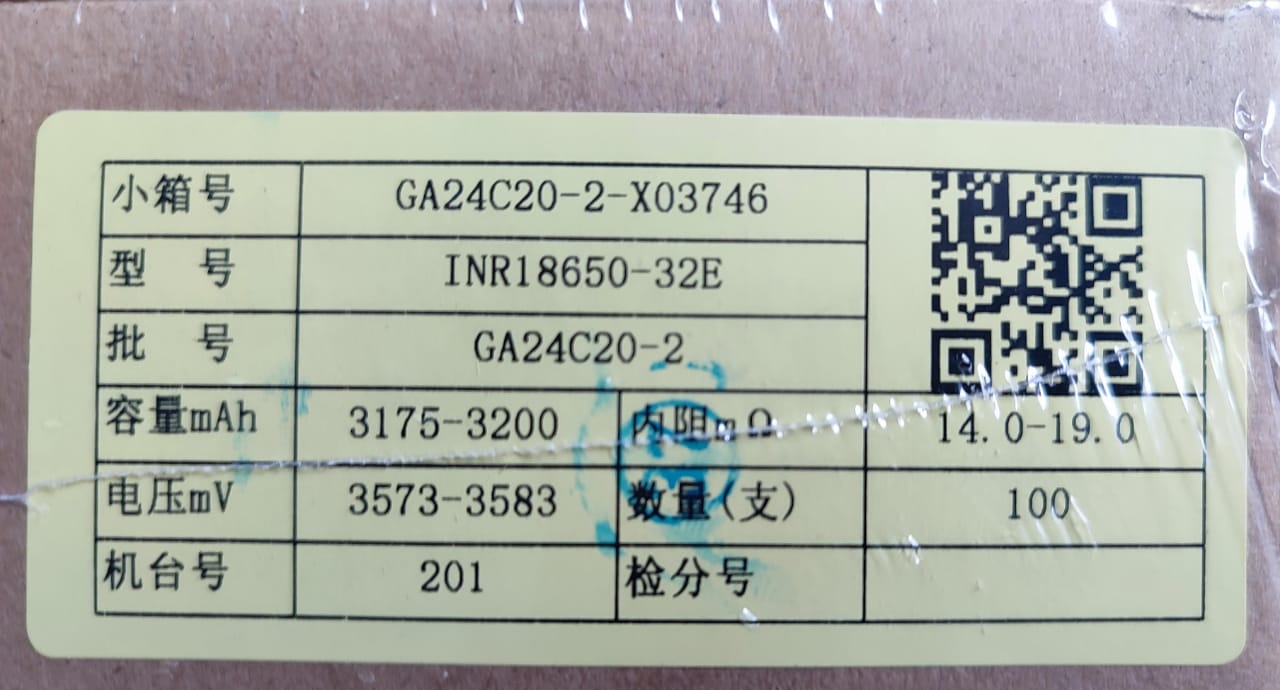 小箱号 GA24C20-2-X03746
型 号 INR18650-32E
批 号 GA24C20-2
容量mAh 3175-3200 内阻mΩ 14.0-19.0
电压mV 3573-3583 数量(支) 100
机台号 201 检分号